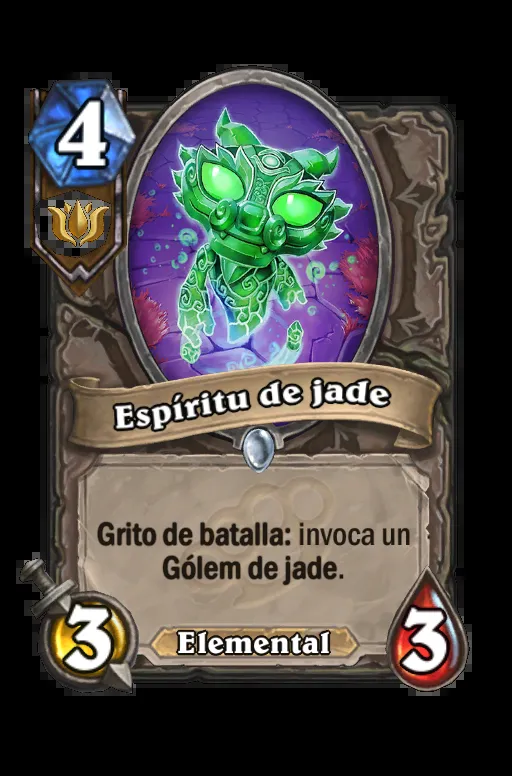 4
Espíritu de jade
Grito de batalla: invoca un
Gólem de jade.
3
Elemental
3